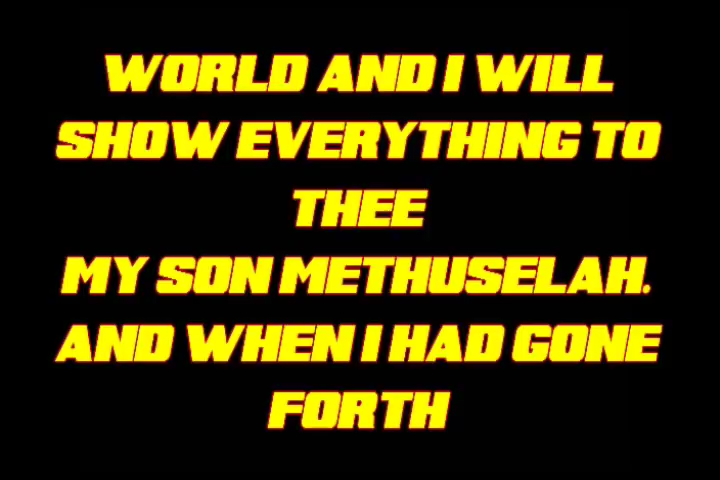 WORLD AND I WILL
SHOW EVERYTHING TO
THEE
MY SON METHUSELAH.
AND WHEN I HAD GONE
FORTH